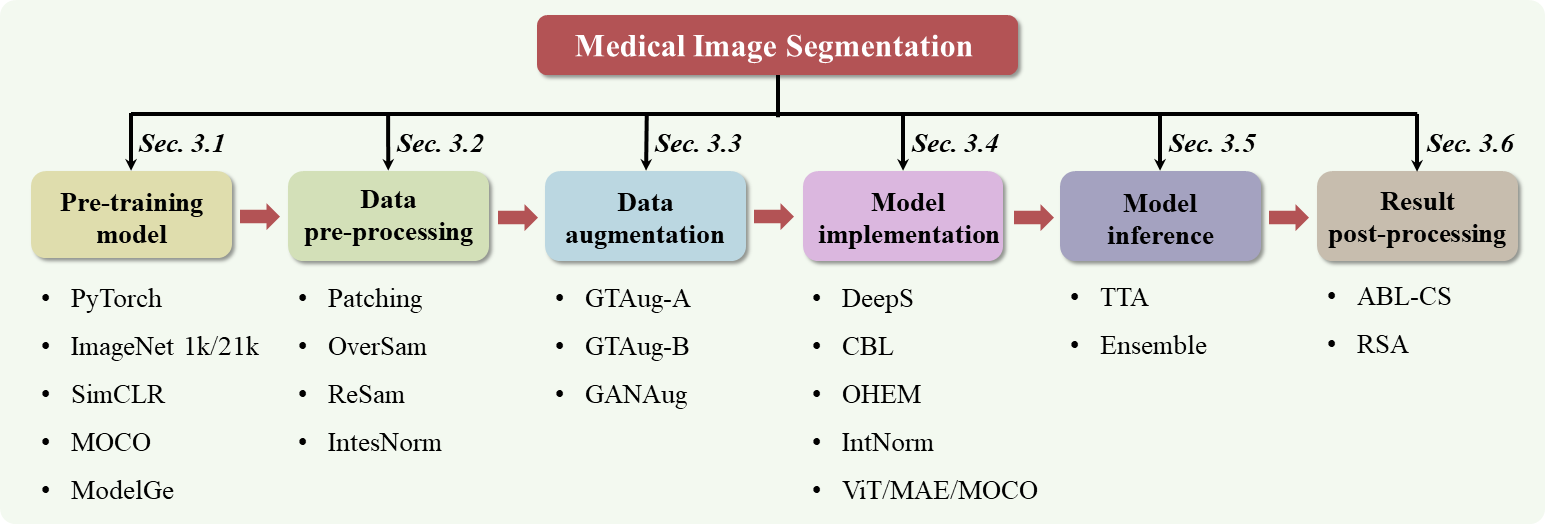 Medical Image Segmentation
Sec. 3.1
Sec. 3.2
Sec. 3.3
Sec. 3.4
Sec. 3.5
Sec. 3.6
Pre-training
model
Data
pre-processing
Data
augmentation
Model
implementation
Model
inference
Result
post-processing
• PyTorch
• ImageNet 1k/21k
• SimCLR
• MOCO
• ModelGe
• Patching
• OverSam
• ReSam
• IntesNorm
• GTAug-A
• GTAug-B
• GANAug
• DeepS
• CBL
• OHEM
• IntNorm
• ViT/MAE/MOCO
• TTA
• Ensemble
• ABL-CS
• RSA